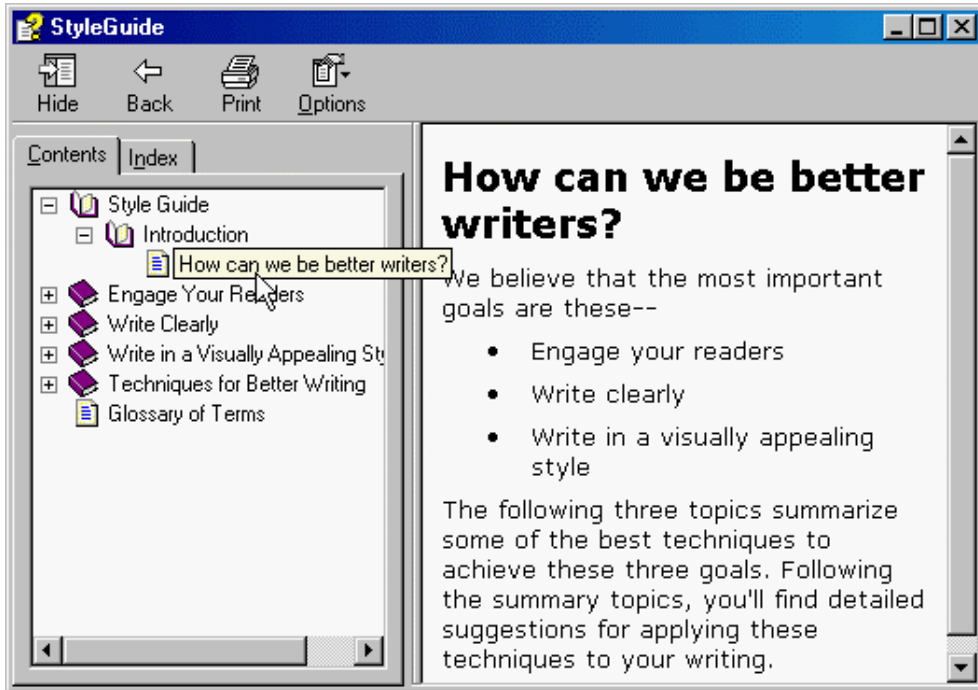 StyleGuide
Hide Back Print Options
Contents Index
Style Guide
Introduction
How can we be better writers?
Engage Your Readers
Write Clearly
Write in a Visually Appealing Sty
Techniques for Better Writing
Glossary of Terms
How can we be better
writers?
We believe that the most important
goals are these--
• Engage your readers
• Write clearly
• Write in a visually appealing
style
The following three topics summarize
some of the best techniques to
achieve these three goals. Following
the summary topics, you'll find detailed
suggestions for applying these
techniques to your writing.